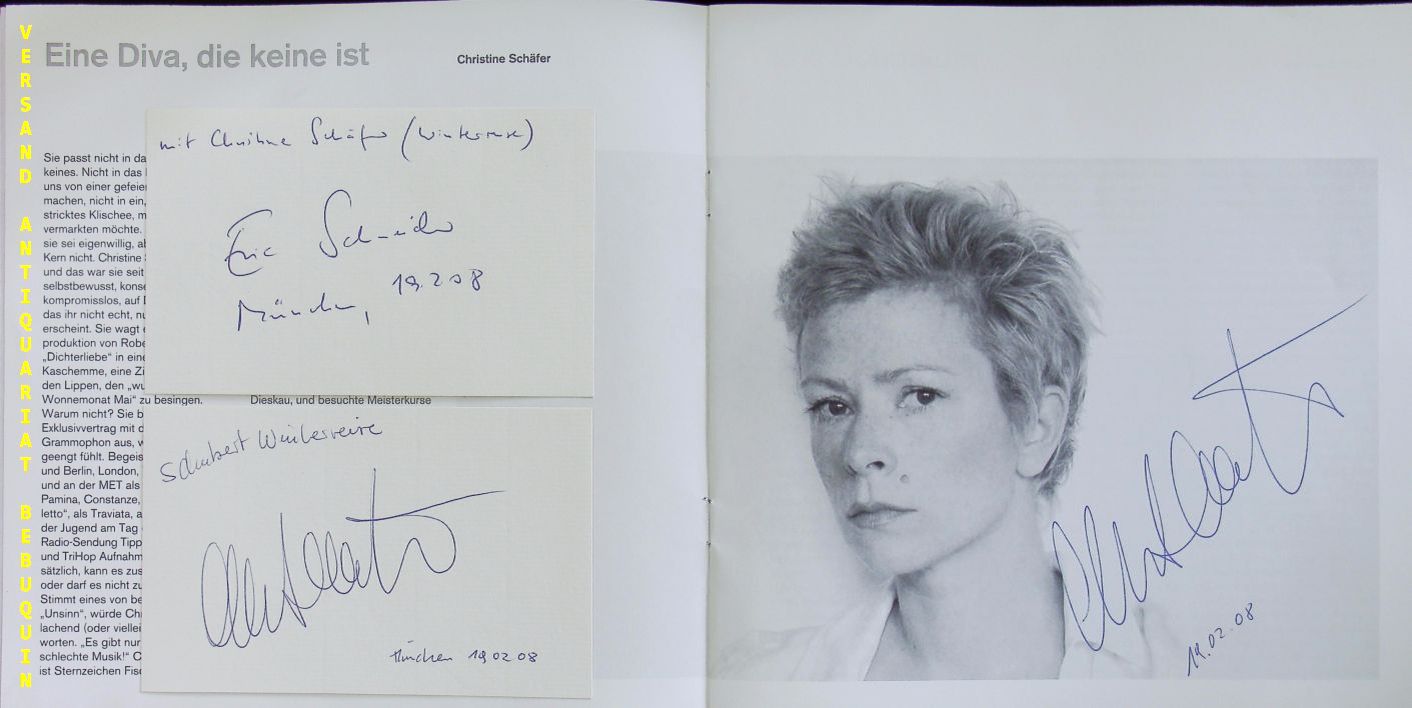 VERSAND ANTIQUARIAT BEBUQUIN
Eine Diva, die keine ist
Christine Schäfer
Sie passt nicht in da
keines. Nicht in das
uns von einer gefeier
machen, nicht in ein,
stricktes Klischee, m
vermarkten möchte.
sie sei eigenwillig, al
Kern nicht. Christine
und das war sie seit
selbstbewusst, konse
kompromisslos, auf
das ihr nicht echt, nu
erscheint. Sie wagt
produktion von Robe
„Dichterliebe“ in eine
Kaschemme, eine Zi
den Lippen, den „wu
Wonnemonat Mai“ zu besingen.
Warum nicht? Sie b
Exklusivvertrag mit d
Grammophon aus, w
geengt fühlt. Begeis
und Berlin, London,
und an der MET als
Pamina, Constanze,
letto“, als Traviata, a
der Jugend am Tag
Radio-Sendung Tipp
und TriHop Aufnahm
sätzlich, kann es zus
oder darf es nicht zu
Stimmt eines von be
„Unsinn“, würde Chr
lachend (oder viellei
worten. „Es gibt nur
schlechte Musik!“ C
ist Sternzeichen Fisc
Dieskau, und besuchte Meisterkurse
mit Christine Schäfer (Winterreise)
Eric Schneider
München, 19.2.08
Schubert Winterreise
München 19 02 08
19.02.08